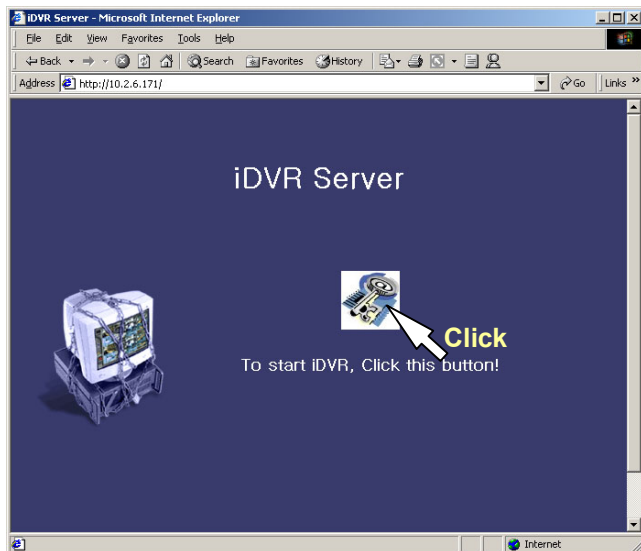 iDVR Server - Microsoft Internet Explorer
File Edit View Favorites Tools Help
Back Search Favorites History
Address http://10.2.6.171/ Go Links »
iDVR Server
Click
To start iDVR, Click this button!
Internet